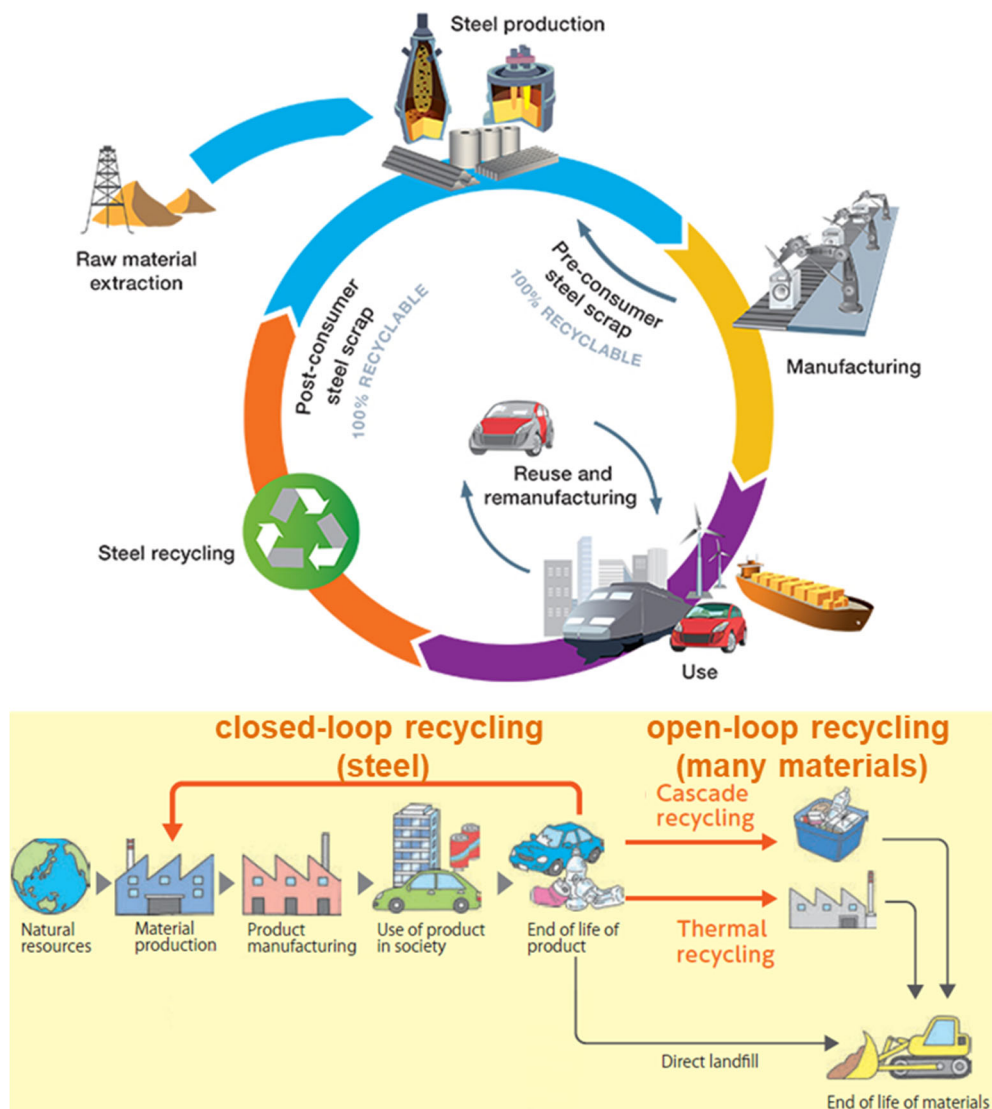 Steel production
Raw material
extraction
Post-consumer
steel scrap
100% RECYCLABLE
Pre-consumer
steel scrap
100% RECYCLABLE
Manufacturing
Reuse and
remanufacturing
Steel recycling
Use
closed-loop recycling
(steel)
open-loop recycling
(many materials)
Cascade
recycling
Natural
resources
Material
production
Product
manufacturing
Use of product
in society
End of life of
product
Thermal
recycling
Direct landfill
End of life of materials